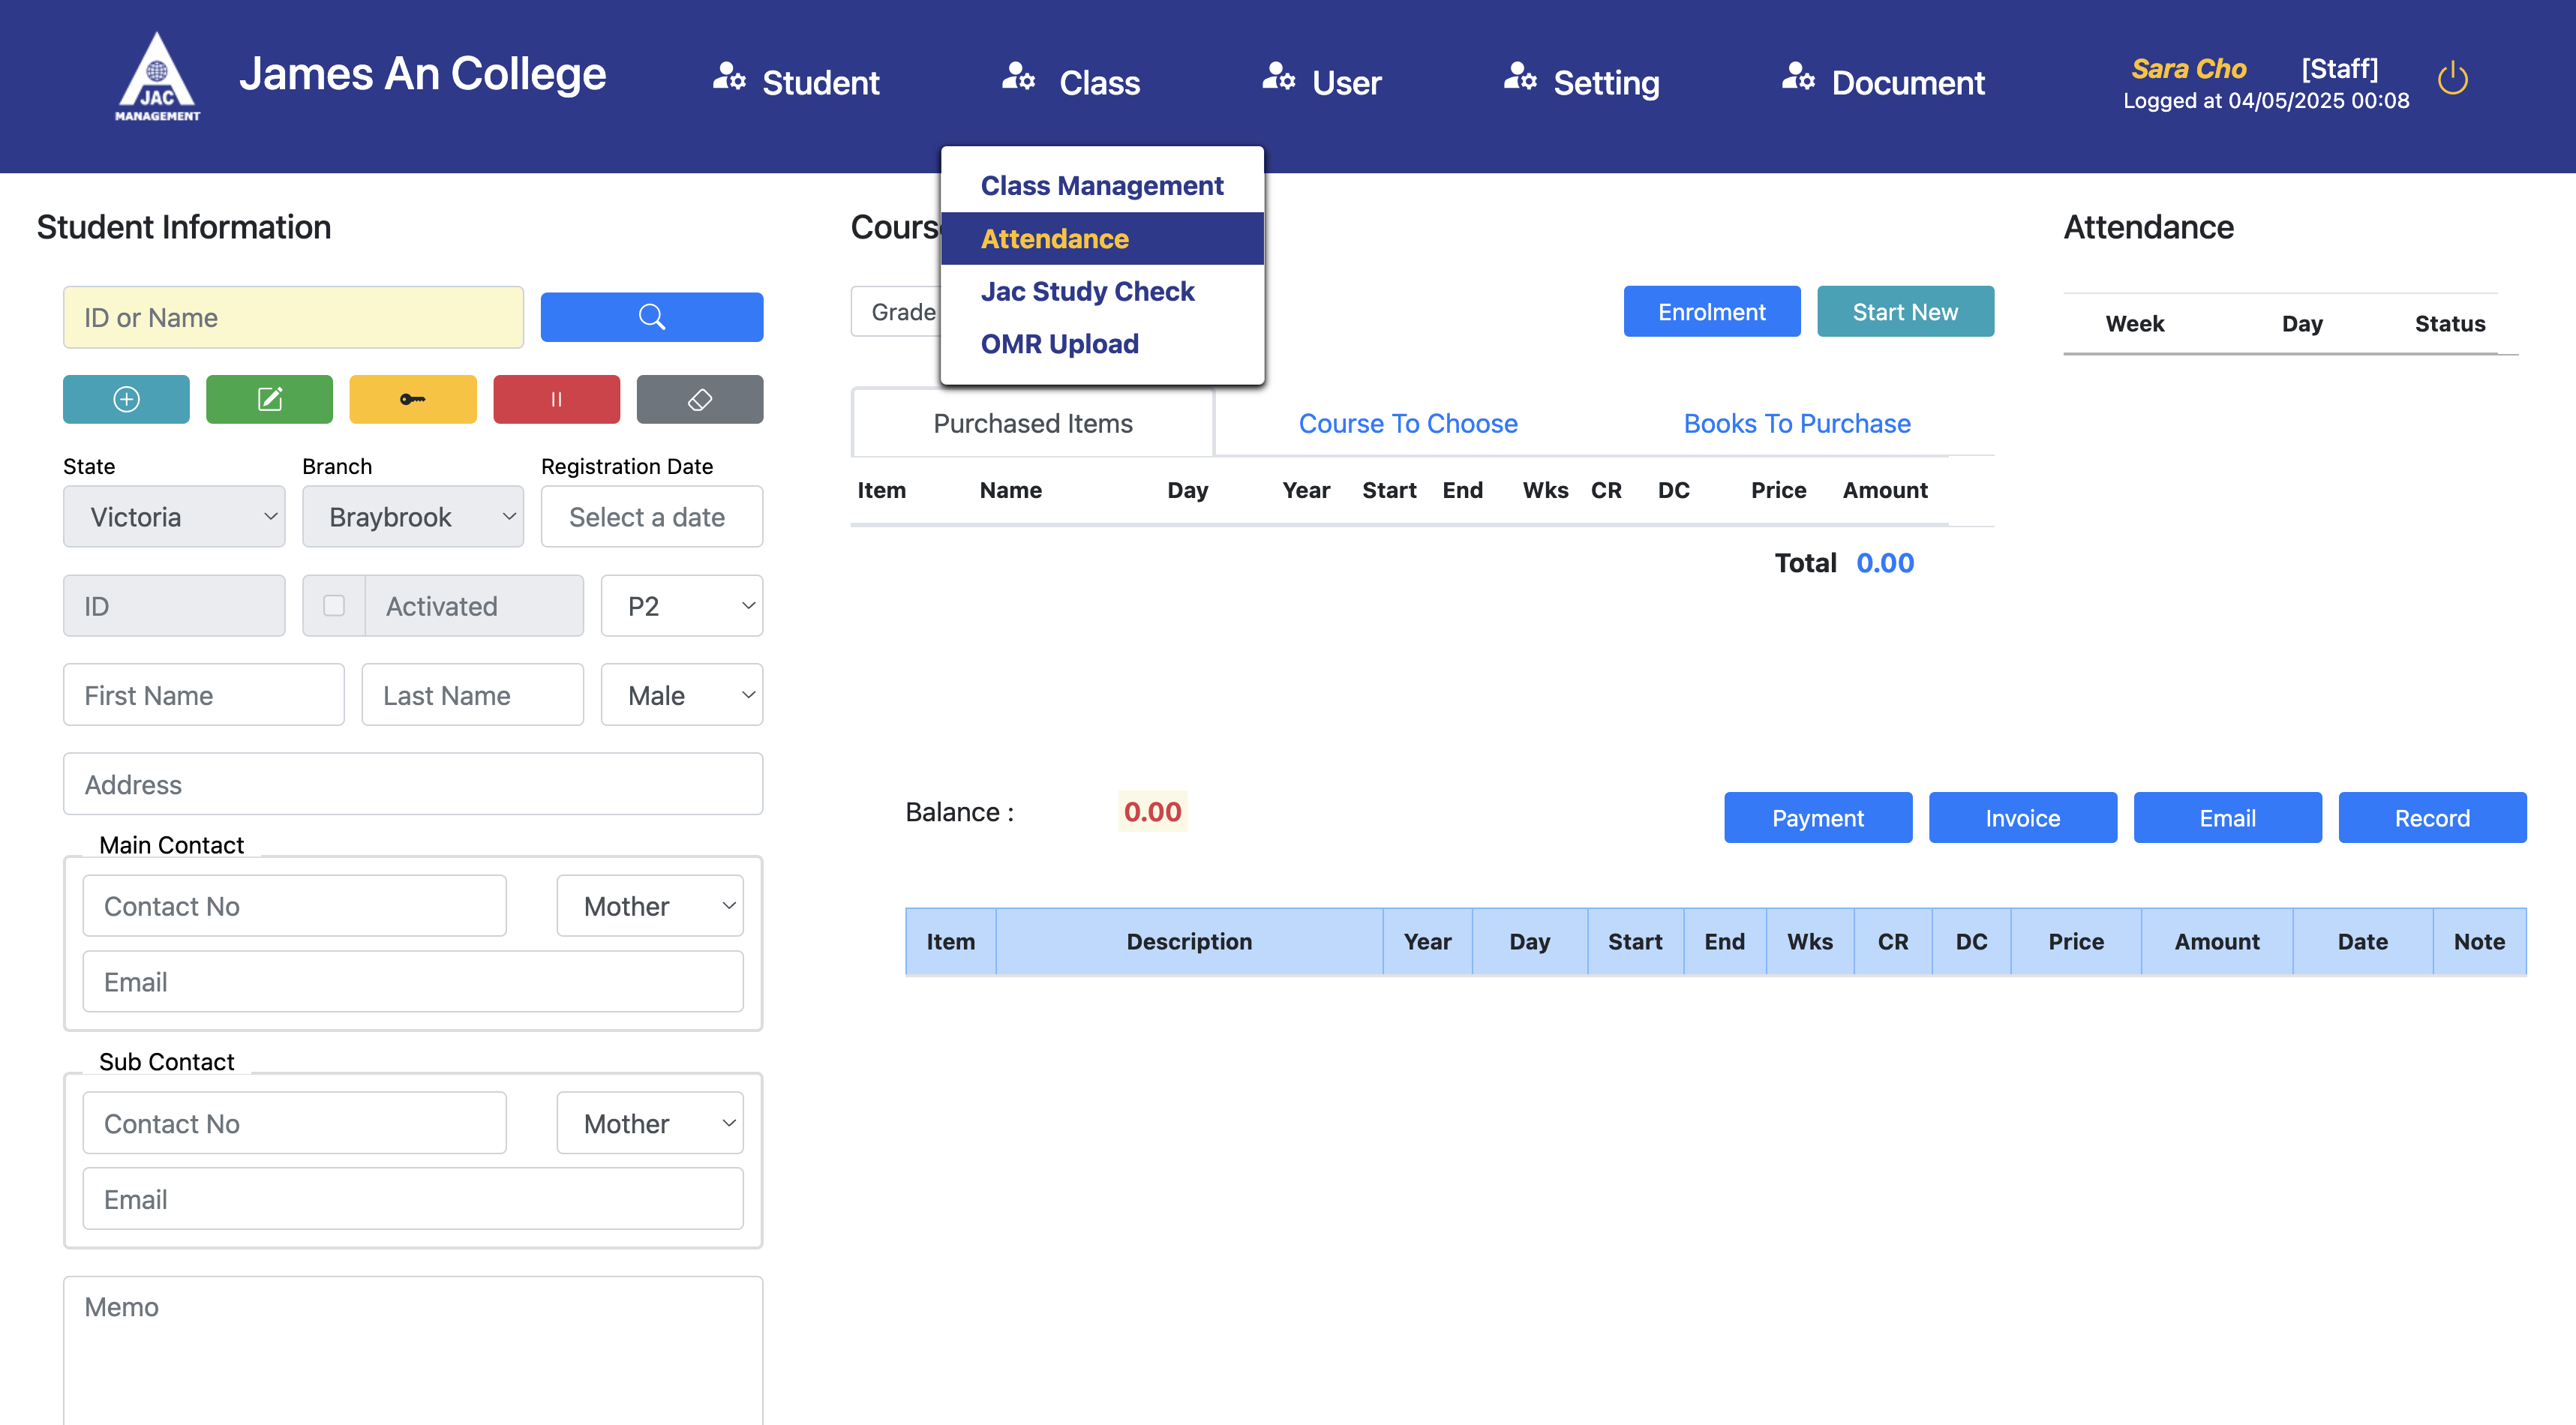 James An College
Student
Class
User
Setting
Document
Sara Cho [Staff]
Logged at 04/05/2025 00:08
JAC
MANAGEMENT
Class Management
Attendance
Jac Study Check
OMR Upload
Student Information
ID or Name
State
Branch
Registration Date
Victoria
Braybrook
Select a date
ID
Activated
P2
First Name
Last Name
Male
Address
Main Contact
Contact No
Mother
Email
Sub Contact
Contact No
Mother
Email
Memo
Cours
Grade
Enrolment
Start New
Purchased Items
Course To Choose
Books To Purchase
Item Name Day Year Start End Wks CR DC Price Amount
Total 0.00
Attendance
Week Day Status
Balance : 0.00
Payment
Invoice
Email
Record
Item Description Year Day Start End Wks CR DC Price Amount Date Note